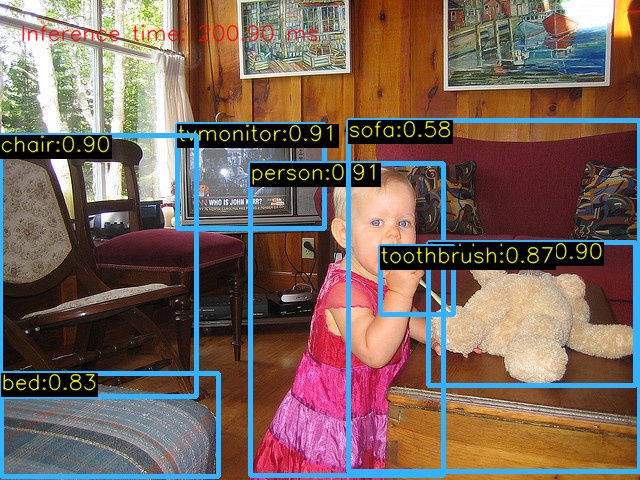 Inference time: 200.90 ms
chair:0.90
tvmonitor:0.91
sofa:0.58
person:0.91
WHO IS JOHN KERR?
toothbrush:0.87
0.90
bed:0.83